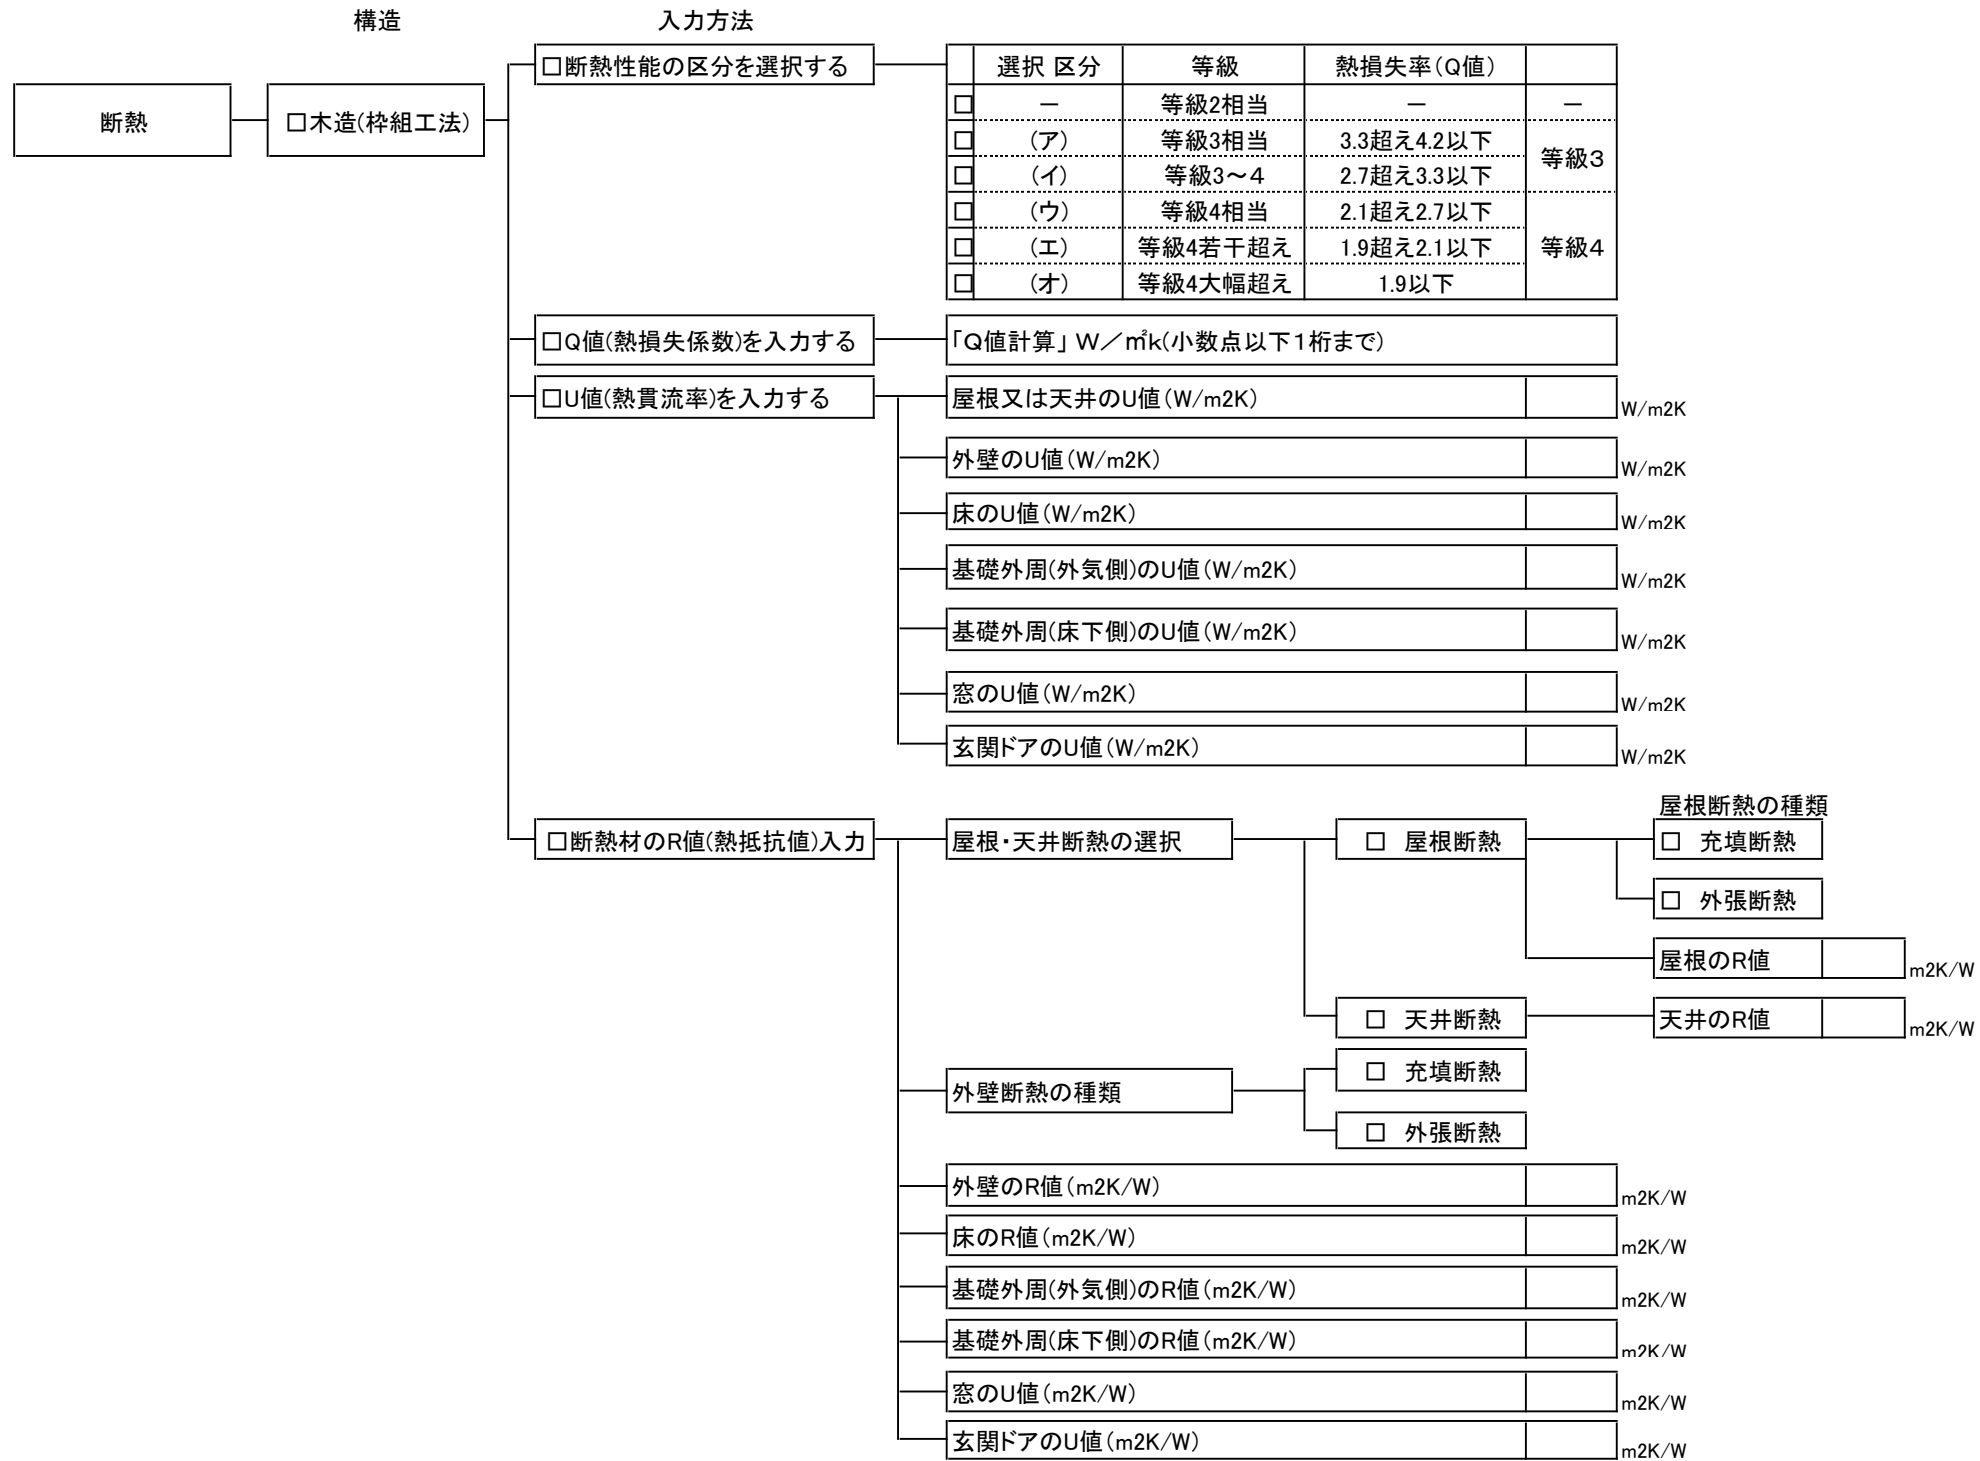 構造 入力方法
断熱
□木造(枠組工法)
□断熱性能の区分を選択する
選択 区分 等級 熱損失率(Q値)
□ － 等級2相当 － －
□ (ア) 等級3相当 3.3超え4.2以下
等級3
□ (イ) 等級3～4 2.7超え3.3以下
□ (ウ) 等級4相当 2.1超え2.7以下
□ (エ) 等級4若干超え 1.9超え2.1以下 等級4
□ (オ) 等級4大幅超え 1.9以下
□Q値(熱損失係数)を入力する 「Q値計算」 W／㎡k(小数点以下1桁まで)
□U値(熱貫流率)を入力する 屋根又は天井のU値(W/m2K) W/m2K
外壁のU値(W/m2K) W/m2K
床のU値(W/m2K) W/m2K
基礎外周(外気側)のU値(W/m2K) W/m2K
基礎外周(床下側)のU値(W/m2K) W/m2K
窓のU値(W/m2K) W/m2K
玄関ドアのU値(W/m2K) W/m2K
屋根断熱の種類
□断熱材のR値(熱抵抗値)入力 屋根・天井断熱の選択 □ 屋根断熱 □ 充填断熱
□ 外張断熱
屋根のR値 m2K/W
□ 天井断熱 天井のR値 m2K/W
□ 充填断熱
外壁断熱の種類
□ 外張断熱
外壁のR値(m2K/W) m2K/W
床のR値(m2K/W) m2K/W
基礎外周(外気側)のR値(m2K/W) m2K/W
基礎外周(床下側)のR値(m2K/W) m2K/W
窓のU値(m2K/W) m2K/W
玄関ドアのU値(m2K/W) m2K/W